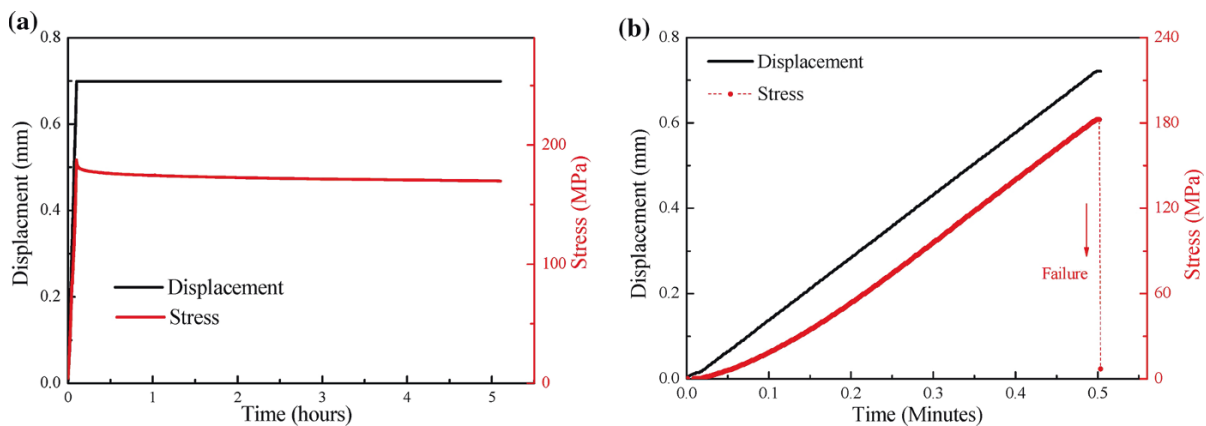 (a)
0.8
0.6
0.4
0.2
0.0
Displacment (mm)
200
100
0
Stress (MPa)
Displacement
Stress
0 1 2 3 4 5
Time (hours)
(b)
0.8
0.6
0.4
0.2
0.0
Displacement (mm)
240
180
120
60
0
Stress (MPa)
Displacement
Stress
Failure
0.0 0.1 0.2 0.3 0.4 0.5
Time (Minutes)